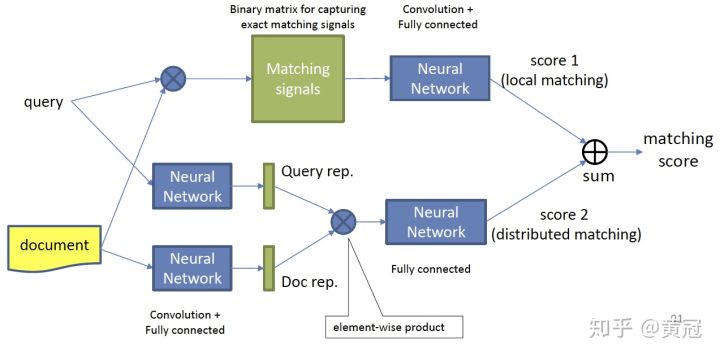 Binary matrix for capturing
exact matching signals
Convolution +
Fully connected
Matching
signals
Neural
Network
score 1
(local matching)
query
matching
score
sum
Neural
Network
Query rep.
Neural
Network
score 2
(distributed matching)
document
Neural
Network
Doc rep.
Fully connected
Convolution +
Fully connected
element-wise product
21
知乎 @黄冠